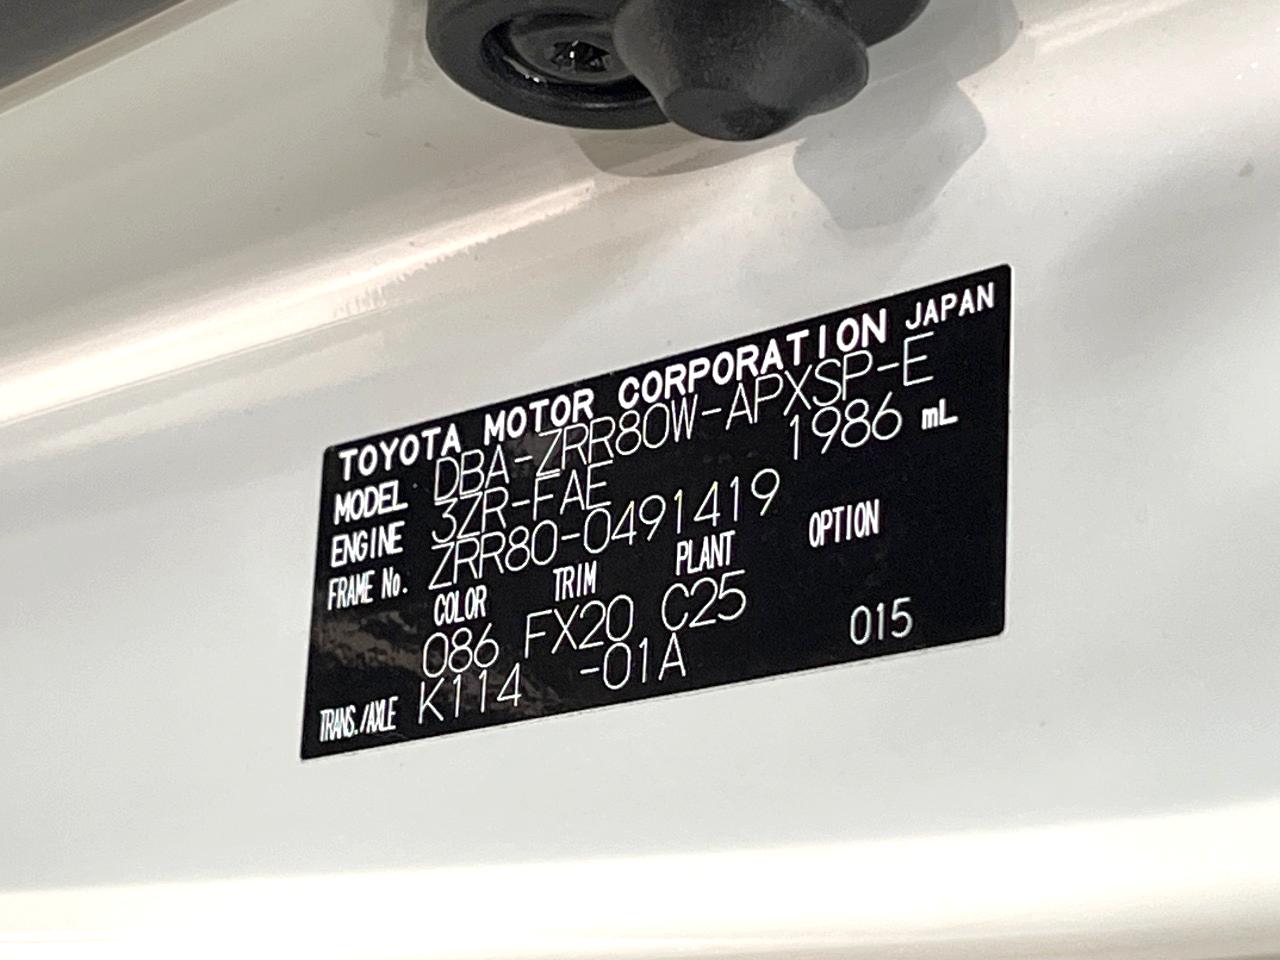 TOYOTA MOTOR CORPORATION JAPAN
MODEL DBA-ZRR80W-APXSP-E
ENGINE 3ZR-FAE 1986 mL
FRAME No. ZRR80-0491419
COLOR TRIM PLANT OPTION
086 FX20 C25
TRANS./AXLE K114 -01A 015